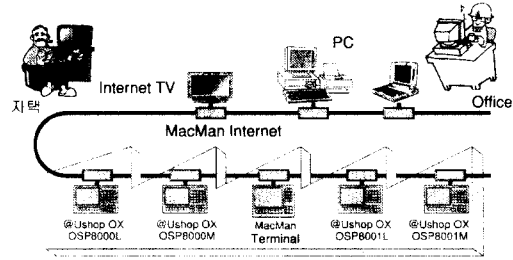 PC
Internet TV
자택
Office
MacMan Internet
@Ushop OX
OSP8000L
@Ushop OX
OSP8000M
MacMan
Terminal
@Ushop OX
OSP8001L
@Ushop OX
OSP8001M